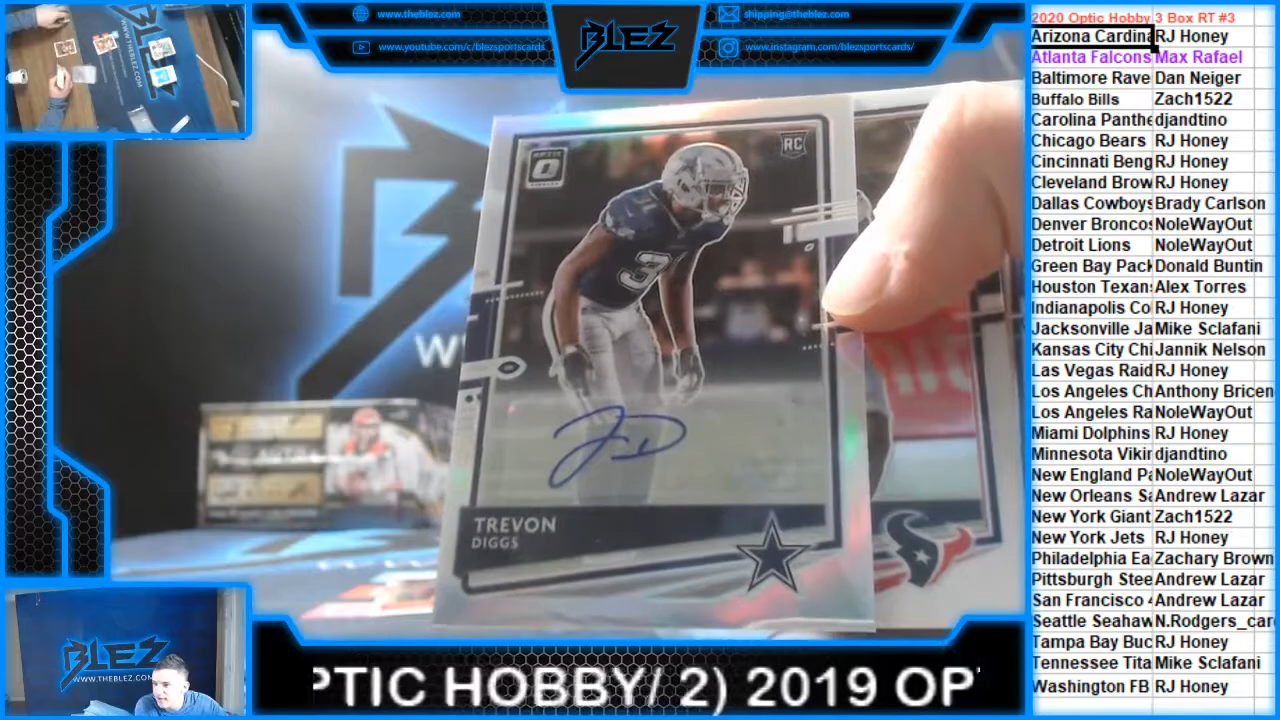 www.theblez.com
www.youtube.com/c/blezsportscards
BLEZ
shipping@theblez.com
www.instagram.com/blezsportscards/
2020 Optic Hobby 3 Box RT #3
Arizona Cardina RJ Honey
Atlanta Falcons Max Rafael
Baltimore Rave Dan Neiger
Buffalo Bills Zach1522
Carolina Panthe djandtino
Chicago Bears RJ Honey
Cincinnati Beng RJ Honey
Cleveland Brow RJ Honey
Dallas Cowboys Brady Carlson
Denver Broncos NoleWayOut
Detroit Lions NoleWayOut
Green Bay Pack Donald Buntin
Houston Texans Alex Torres
Indianapolis Co RJ Honey
Jacksonville Ja Mike Sclafani
Kansas City Chi Jannik Nelson
Las Vegas Raid RJ Honey
Los Angeles Ch Anthony Bricen
Los Angeles Ra NoleWayOut
Miami Dolphins RJ Honey
Minnesota Vikin djandtino
New England Pa NoleWayOut
New Orleans Sa Andrew Lazar
New York Giant Zach1522
New York Jets RJ Honey
Philadelphia Ea Zachary Brown
Pittsburgh Stee Andrew Lazar
San Francisco 4 Andrew Lazar
Seattle Seahaw N.Rodgers_car
Tampa Bay Buc RJ Honey
Tennessee Tita Mike Sclafani
Washington FB RJ Honey
OPTIC
RC
3
31
W
TD
TREVON
DIGGS
BLEZ
WWW.THEBLEZ.COM
PTIC HOBBY/ 2) 2019 OPT